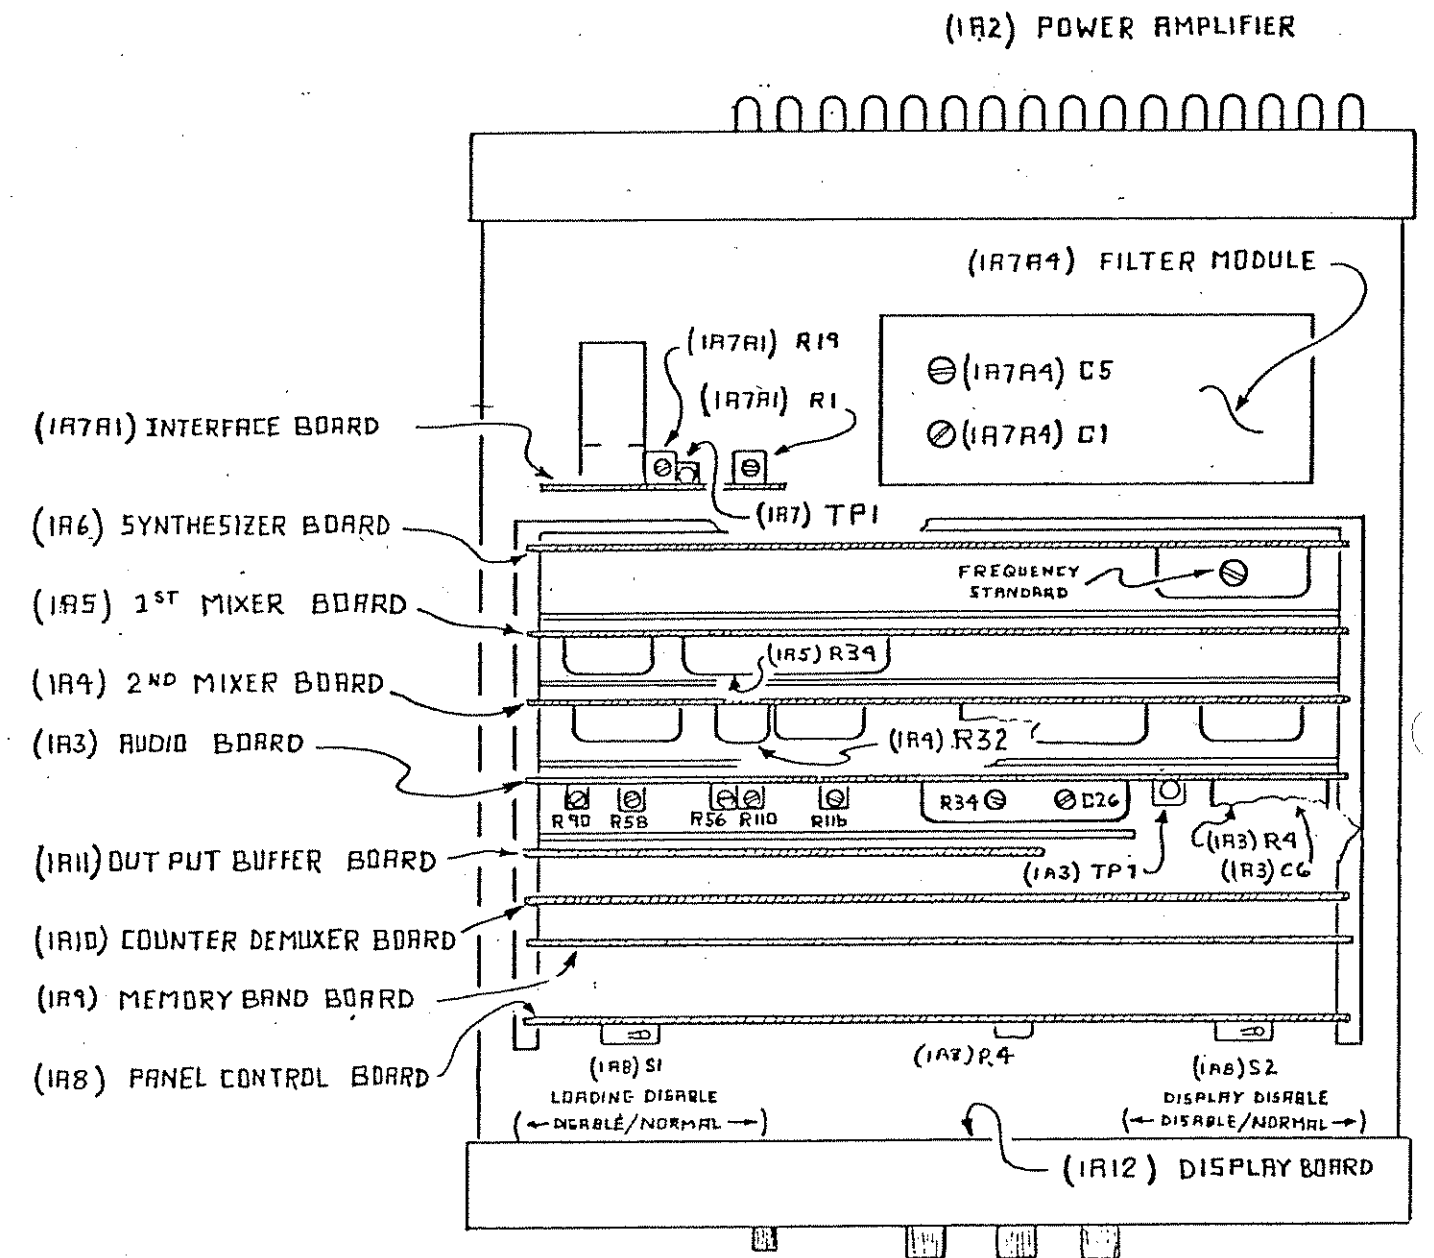 (1A2) POWER AMPLIFIER
(1A7A4) FILTER MODULE
(1A7A1) R19
(1A7A4) C5
(1A7A1) R1
(1A7A1) INTERFACE BOARD
(1A7A4) C1
(1A7) TP1
(1A6) SYNTHESIZER BOARD
FREQUENCY
STANDARD
(1A5) 1ST MIXER BOARD
(1A5) R39
(1A4) 2ND MIXER BOARD
(1A4) R32
(1A3) AUDIO BOARD
R34
C26
R90
R58
R56
R110
R116
(1A3) R4
(1A11) OUT PUT BUFFER BOARD
(1A3) TP1
(1A3) C6
(1A10) COUNTER DEMUXER BOARD
(1A9) MEMORY BAND BOARD
(1A8) R4
(1A8) S1
(1A8) S2
(1A8) PANEL CONTROL BOARD
LOADING DISABLE
DISPLAY DISABLE
(← DISABLE/NORMAL →)
(← DISABLE/NORMAL →)
(1A12) DISPLAY BOARD